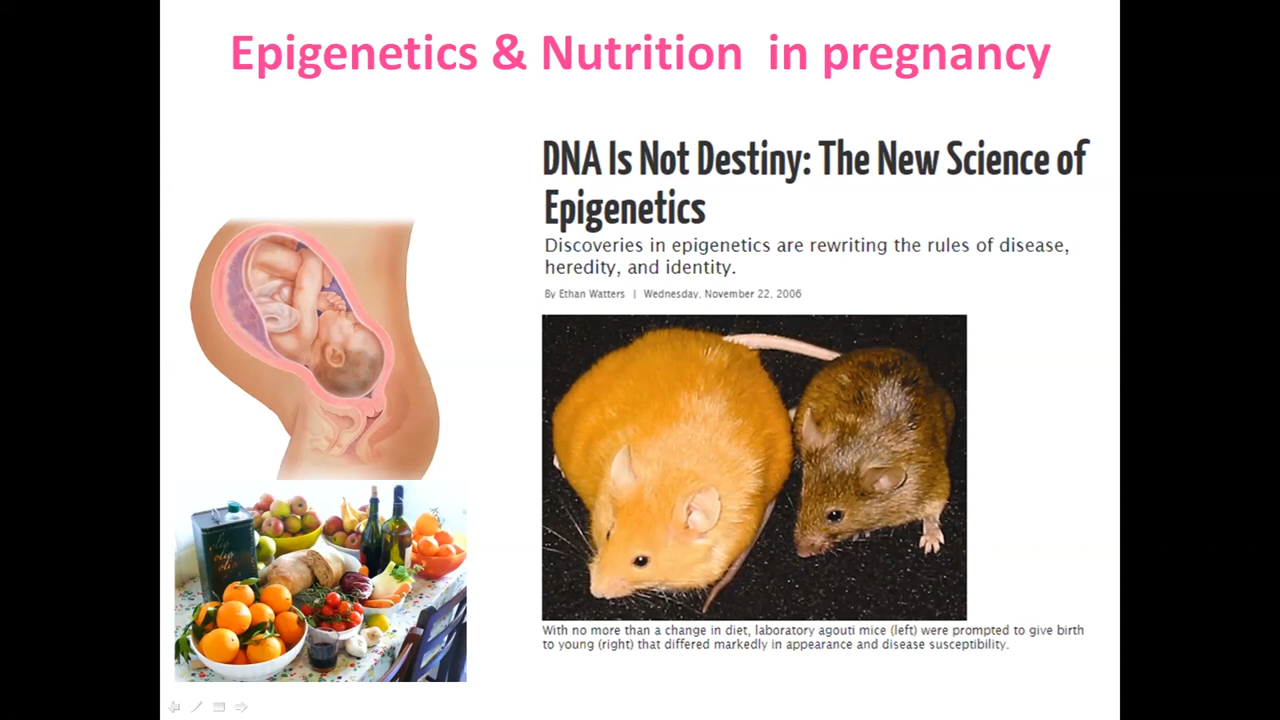 Epigenetics & Nutrition in pregnancy
DNA Is Not Destiny: The New Science of
Epigenetics
Discoveries in epigenetics are rewriting the rules of disease,
heredity, and identity.
By Ethan Watters | Wednesday, November 22, 2006
With no more than a change in diet, laboratory agouti mice (left) were prompted to give birth
to young (right) that differed markedly in appearance and disease susceptibility.